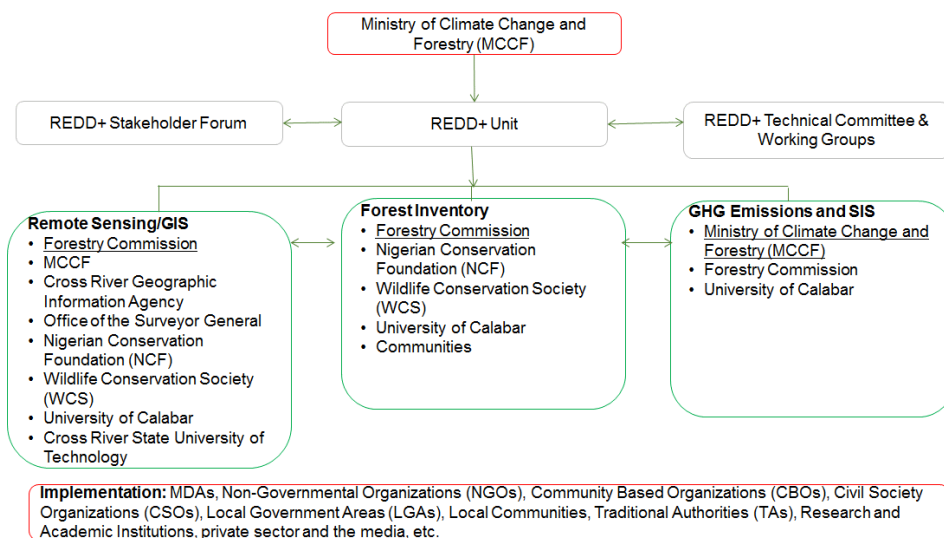 Ministry of Climate Change and
Forestry (MCCF)
REDD+ Stakeholder Forum
REDD+ Unit
REDD+ Technical Committee &
Working Groups
Remote Sensing/GIS
• Forestry Commission
• MCCF
• Cross River Geographic
Information Agency
• Office of the Surveyor General
• Nigerian Conservation
Foundation (NCF)
• Wildlife Conservation Society
(WCS)
• University of Calabar
• Cross River State University of
Technology
Forest Inventory
• Forestry Commission
• Nigerian Conservation
Foundation (NCF)
• Wildlife Conservation Society
(WCS)
• University of Calabar
• Communities
GHG Emissions and SIS
• Ministry of Climate Change and
Forestry (MCCF)
• Forestry Commission
• University of Calabar
Implementation: MDAs, Non-Governmental Organizations (NGOs), Community Based Organizations (CBOs), Civil Society
Organizations (CSOs), Local Government Areas (LGAs), Local Communities, Traditional Authorities (TAs), Research and
Academic Institutions, private sector and the media, etc.